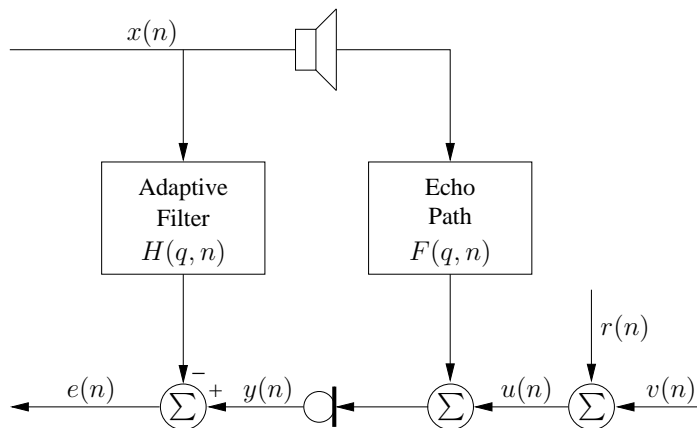 x(n)
Adaptive
Filter
H(q, n)
Echo
Path
F(q, n)
r(n)
−
+
e(n)
y(n)
u(n)
v(n)
Σ
Σ
Σ